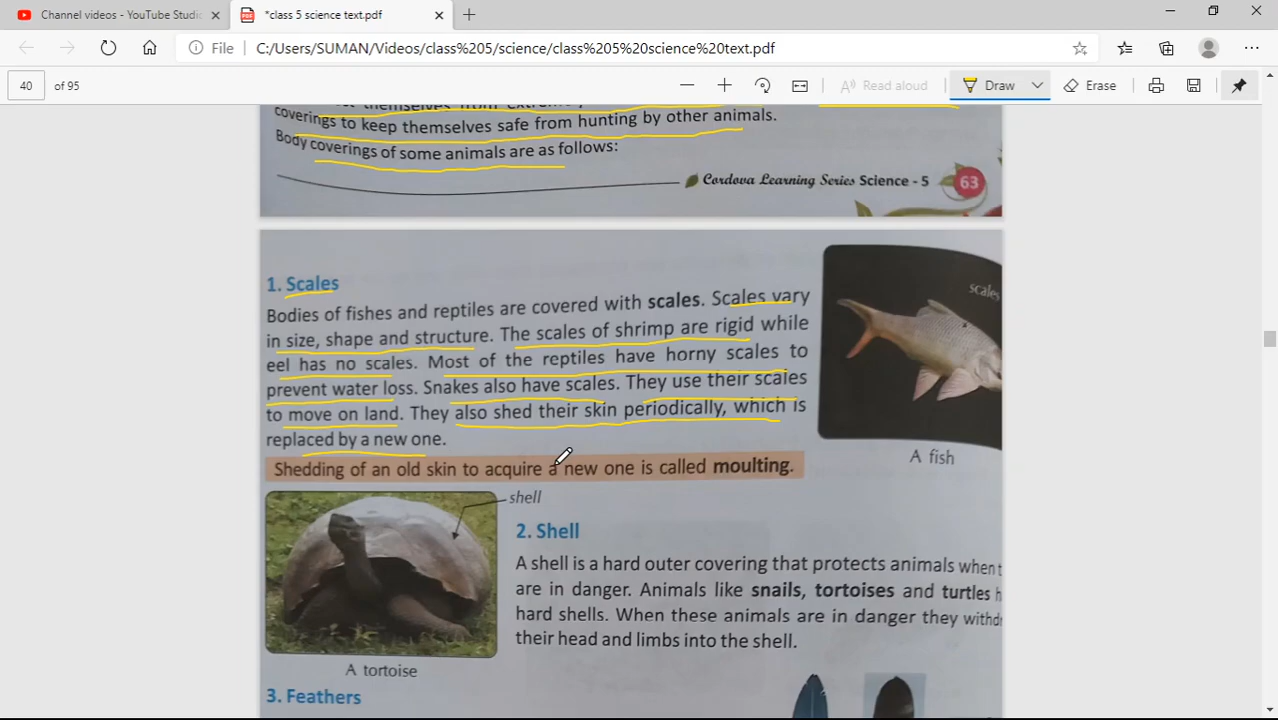 Channel videos - YouTube Studi
*class 5 science text.pdf
File C:/Users/SUMAN/Videos/class%205/science/class%205%20science%20text.pdf
40 of 95
Read aloud
Draw
Erase
themselves from
coverings to keep themselves safe from hunting by other animals.
Body coverings of some animals are as follows:
Cordova Learning Series Science - 5 63
1. Scales
Bodies of fishes and reptiles are covered with scales. Scales vary
in size, shape and structure. The scales of shrimp are rigid while
eel has no scales. Most of the reptiles have horny scales to
prevent water loss. Snakes also have scales. They use their scales
to move on land. They also shed their skin periodically, which is
replaced by a new one.
scales
A fish
Shedding of an old skin to acquire a new one is called moulting.
shell
A tortoise
2. Shell
A shell is a hard outer covering that protects animals when t
are in danger. Animals like snails, tortoises and turtles h
hard shells. When these animals are in danger they withd
their head and limbs into the shell.
3. Feathers